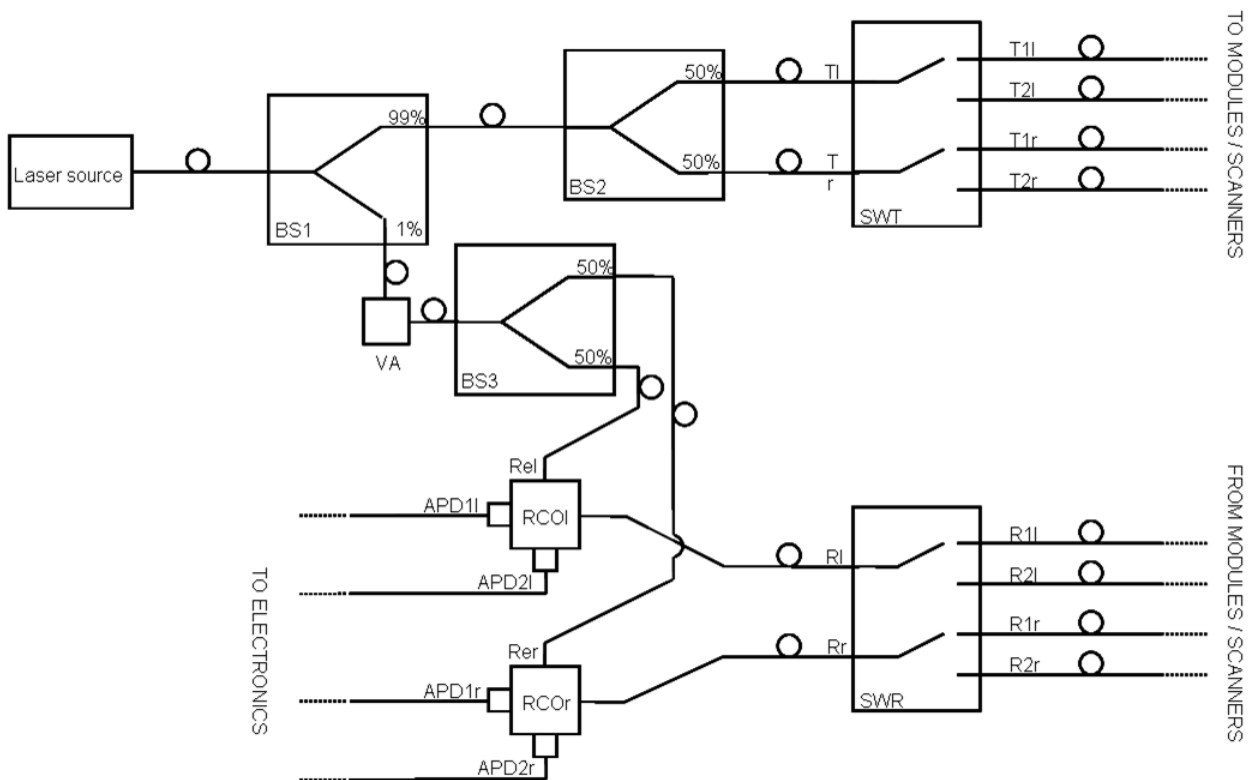 Laser source
99%
1%
BS1
50%
50%
BS2
Tl
T
r
SWT
T1l
T2l
T1r
T2r
TO MODULES / SCANNERS
VA
50%
50%
BS3
Rel
APD1l
RCOl
APD2l
TO ELECTRONICS
Rer
APD1r
RCOr
APD2r
Rl
Rr
SWR
R1l
R2l
R1r
R2r
FROM MODULES / SCANNERS